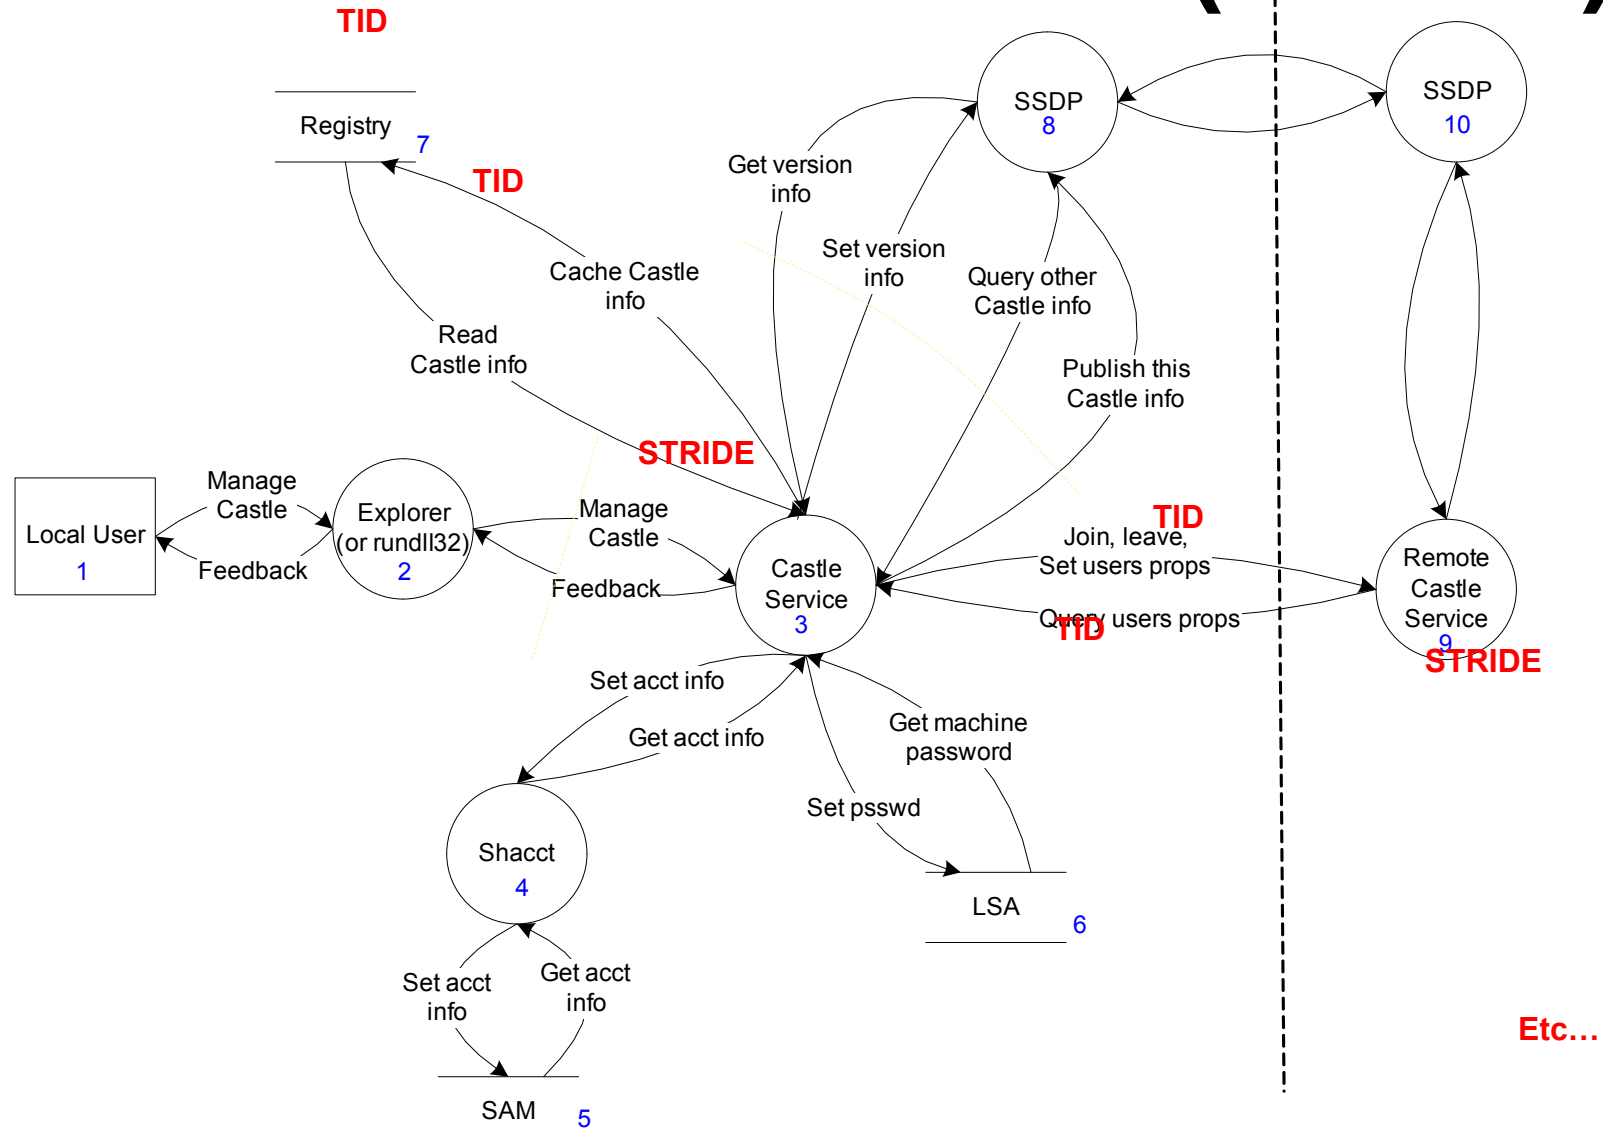 TID
Registry
7
TID
SSDP
8
SSDP
10
Get version
info
Set version
info
Query other
Castle info
Cache Castle
info
Read
Castle info
Publish this
Castle info
STRIDE
Manage
Castle
Local User
1
Feedback
Explorer
(or rundll32)
2
Manage
Castle
Feedback
Castle
Service
3
TID
Join, leave,
Set users props
Query users props
TID
Remote
Castle
Service
9
STRIDE
Set acct info
Get acct info
Get machine
password
Set psswd
Shacct
4
LSA
6
Set acct
info
Get acct
info
SAM
5
Etc...